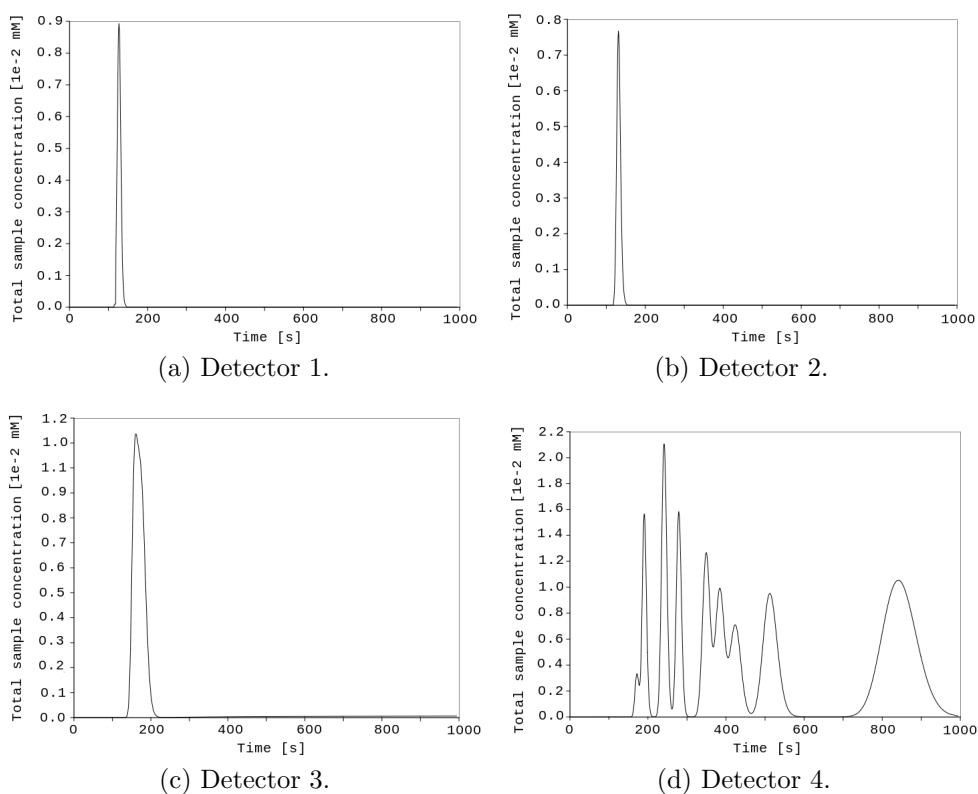 Total sample concentration [1e-2 mM]
0.9
0.8
0.7
0.6
0.5
0.4
0.3
0.2
0.1
0.0
0 200 400 600 800 1000
Time [s]
(a) Detector 1.
Total sample concentration [1e-2 mM]
0.8
0.7
0.6
0.5
0.4
0.3
0.2
0.1
0.0
0 200 400 600 800 1000
Time [s]
(b) Detector 2.
Total sample concentration [1e-2 mM]
1.2
1.0
1.1
0.9
0.8
0.7
0.6
0.5
0.4
0.3
0.2
0.1
0.0
0 200 400 600 800 1000
Time [s]
(c) Detector 3.
Total sample concentration [1e-2 mM]
2.2
2.0
1.8
1.6
1.4
1.2
1.0
0.8
0.6
0.4
0.2
0.0
0 200 400 600 800 1000
Time [s]
(d) Detector 4.